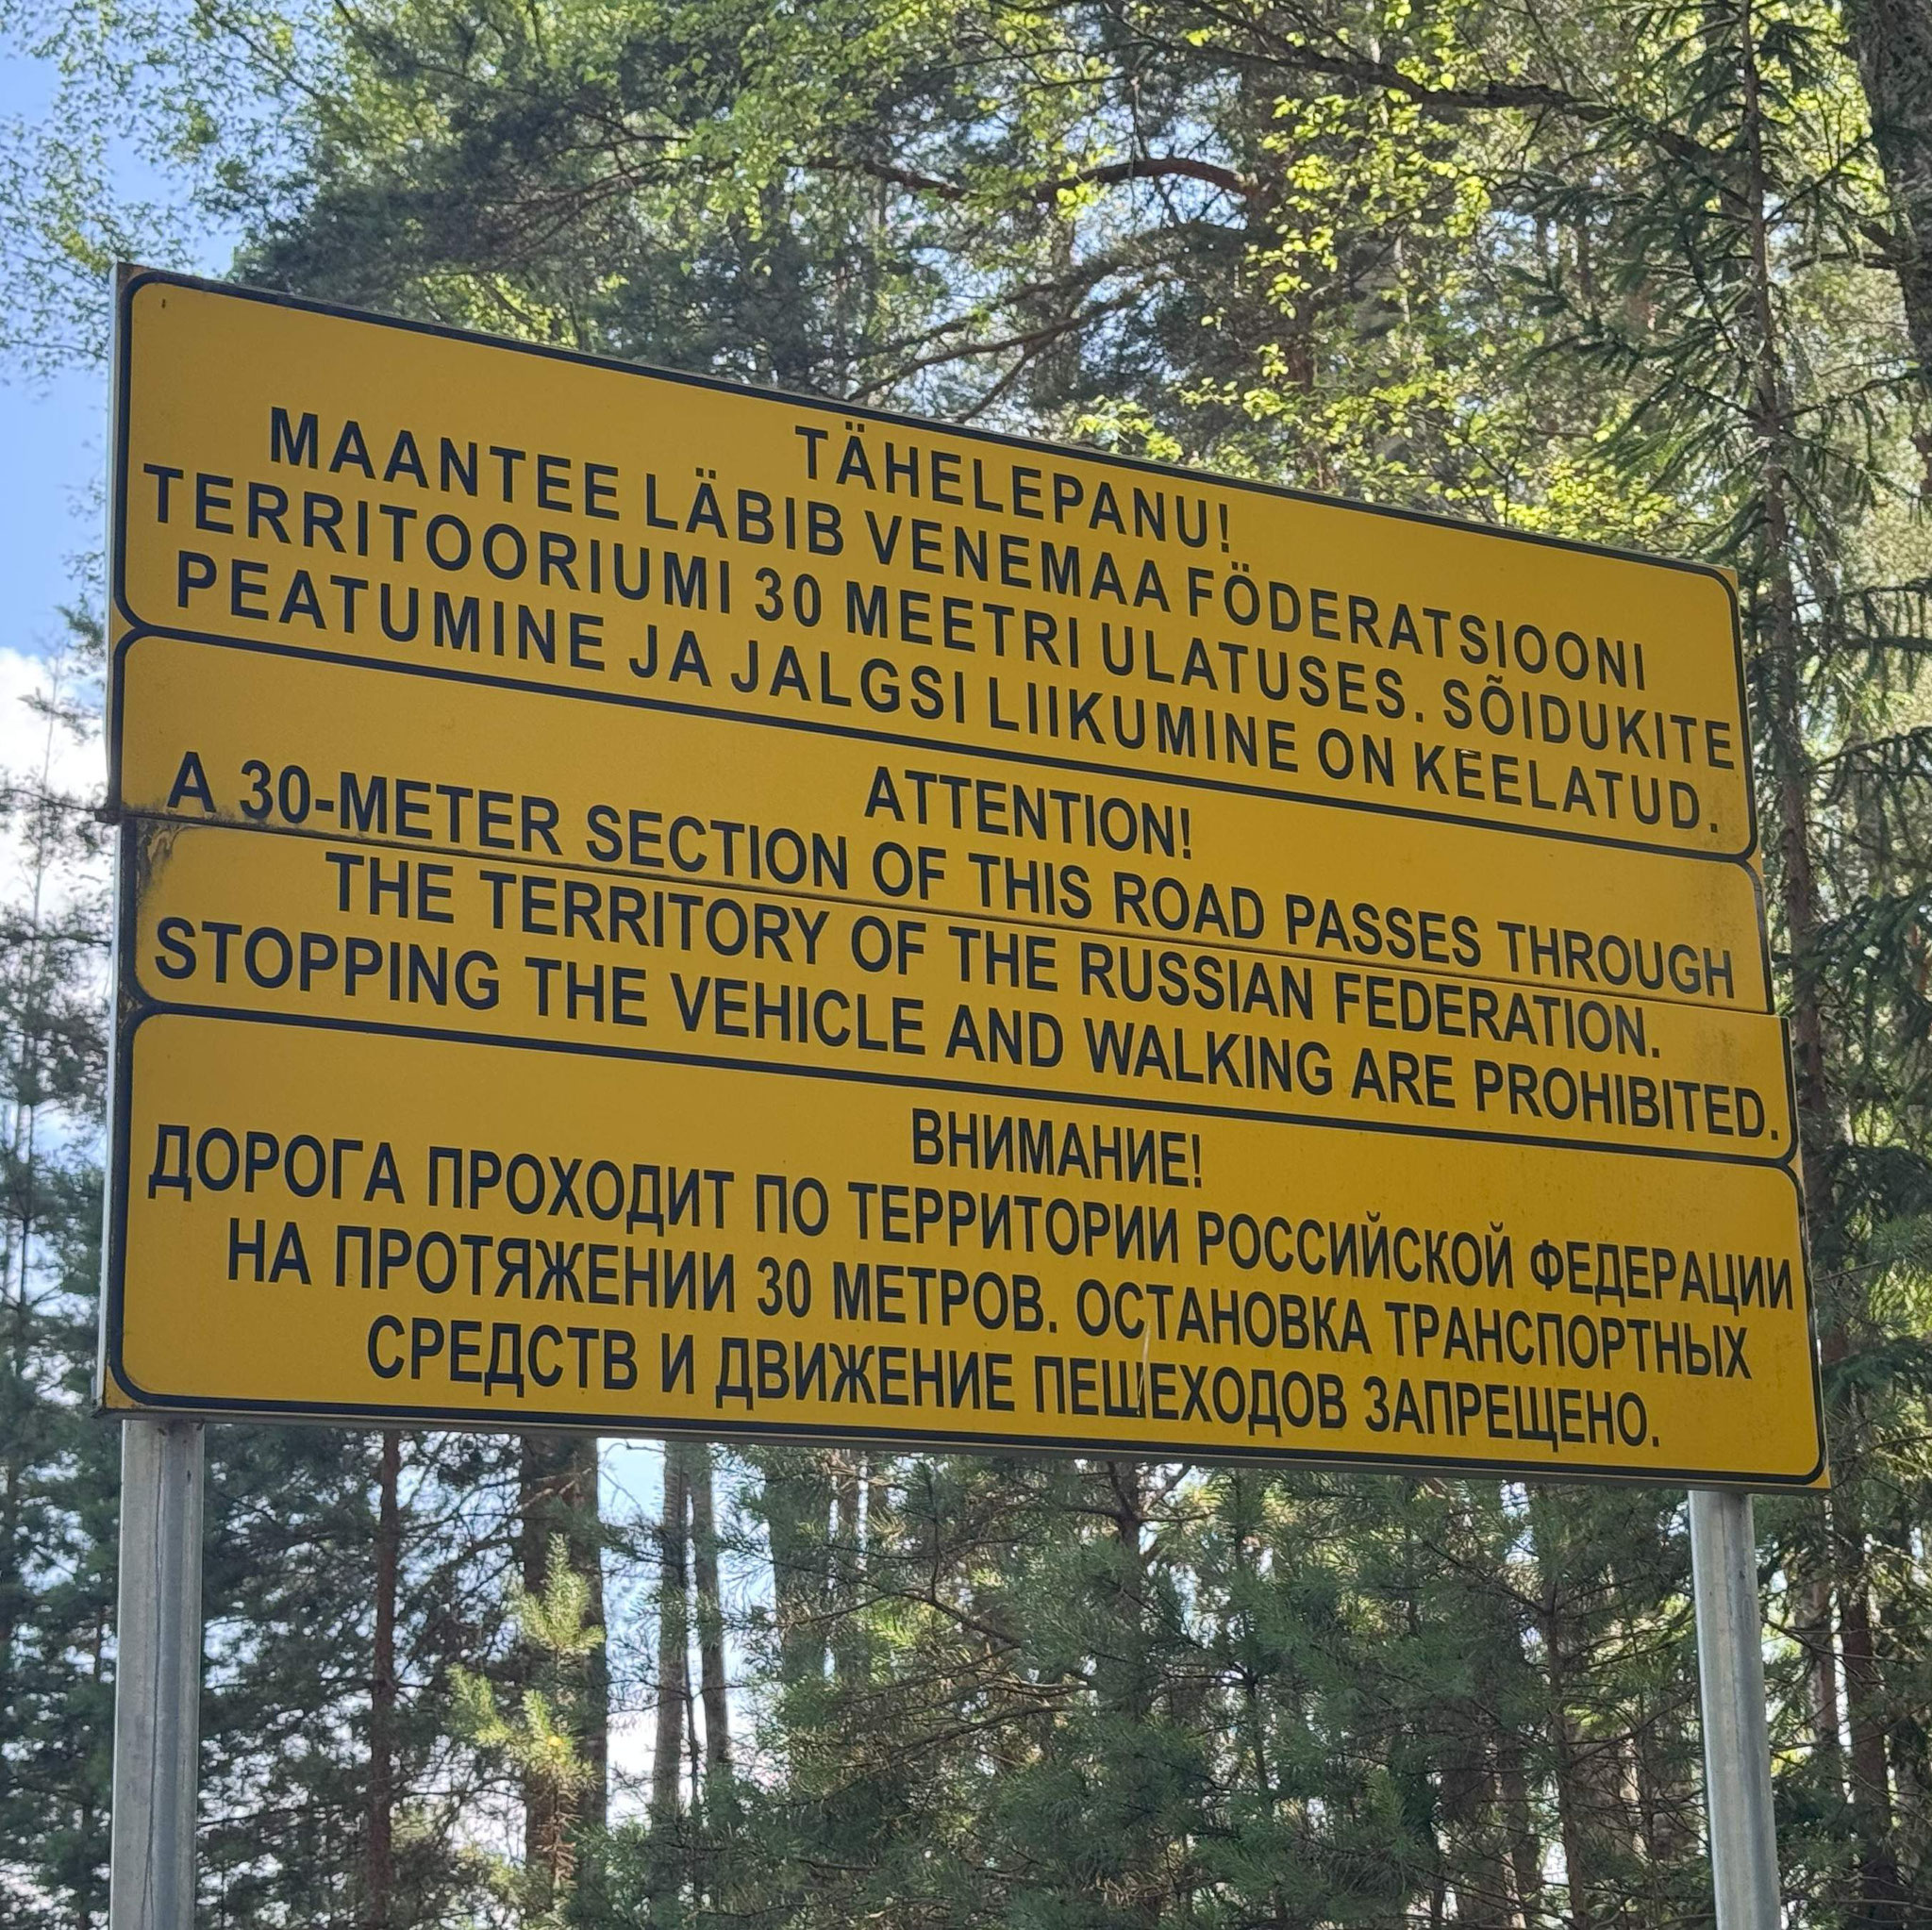 TÄHELEPANU!
MAANTEE LÄBIB VENEMAA FÖDERATSIOONI
TERRITOORIUMI 30 MEETRI ULATUSES. SÕIDUKITE
PEATUMINE JA JALGSI LIIKUMINE ON KEELATUD.
ATTENTION!
A 30-METER SECTION OF THIS ROAD PASSES THROUGH
THE TERRITORY OF THE RUSSIAN FEDERATION.
STOPPING THE VEHICLE AND WALKING ARE PROHIBITED.
ВНИМАНИЕ!
ДОРОГА ПРОХОДИТ ПО ТЕРРИТОРИИ РОССИЙСКОЙ ФЕДЕРАЦИИ
НА ПРОТЯЖЕНИИ 30 МЕТРОВ. ОСТАНОВКА ТРАНСПОРТНЫХ
СРЕДСТВ И ДВИЖЕНИЕ ПЕШЕХОДОВ ЗАПРЕЩЕНО.